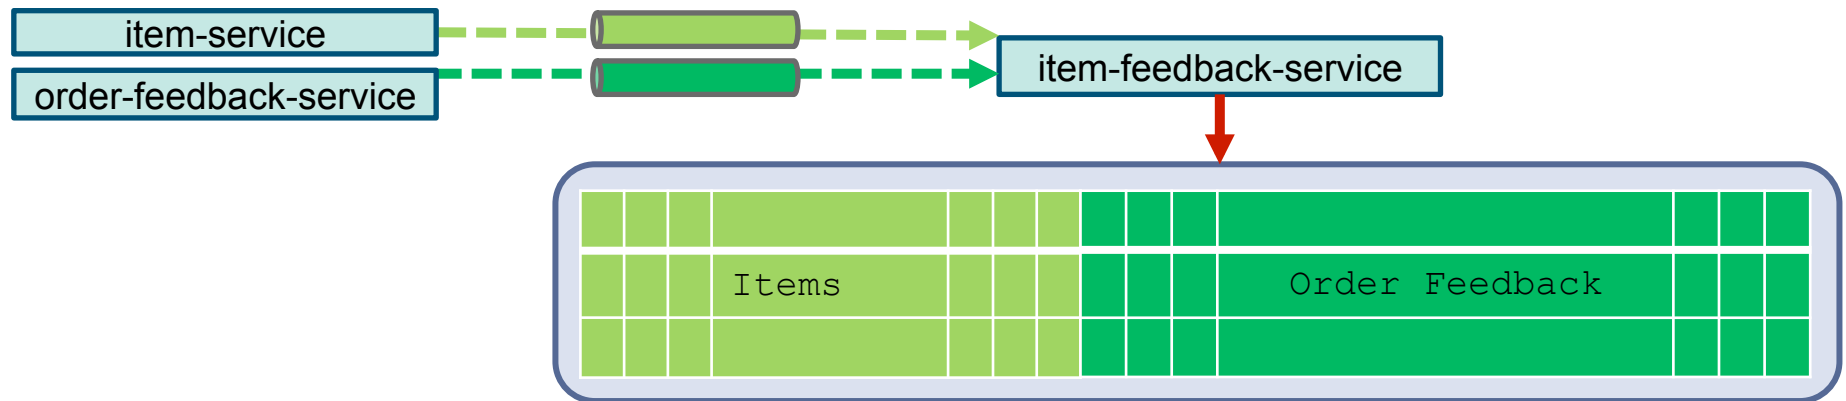 item-service
order-feedback-service
item-feedback-service
Items
Order Feedback